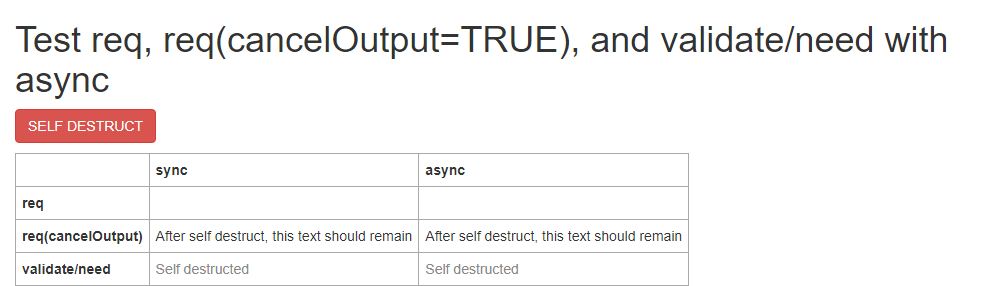 Test req, req(cancelOutput=TRUE), and validate/need with
async
SELF DESTRUCT
sync async
req
req(cancelOutput) After self destruct, this text should remain After self destruct, this text should remain
validate/need Self destructed Self destructed